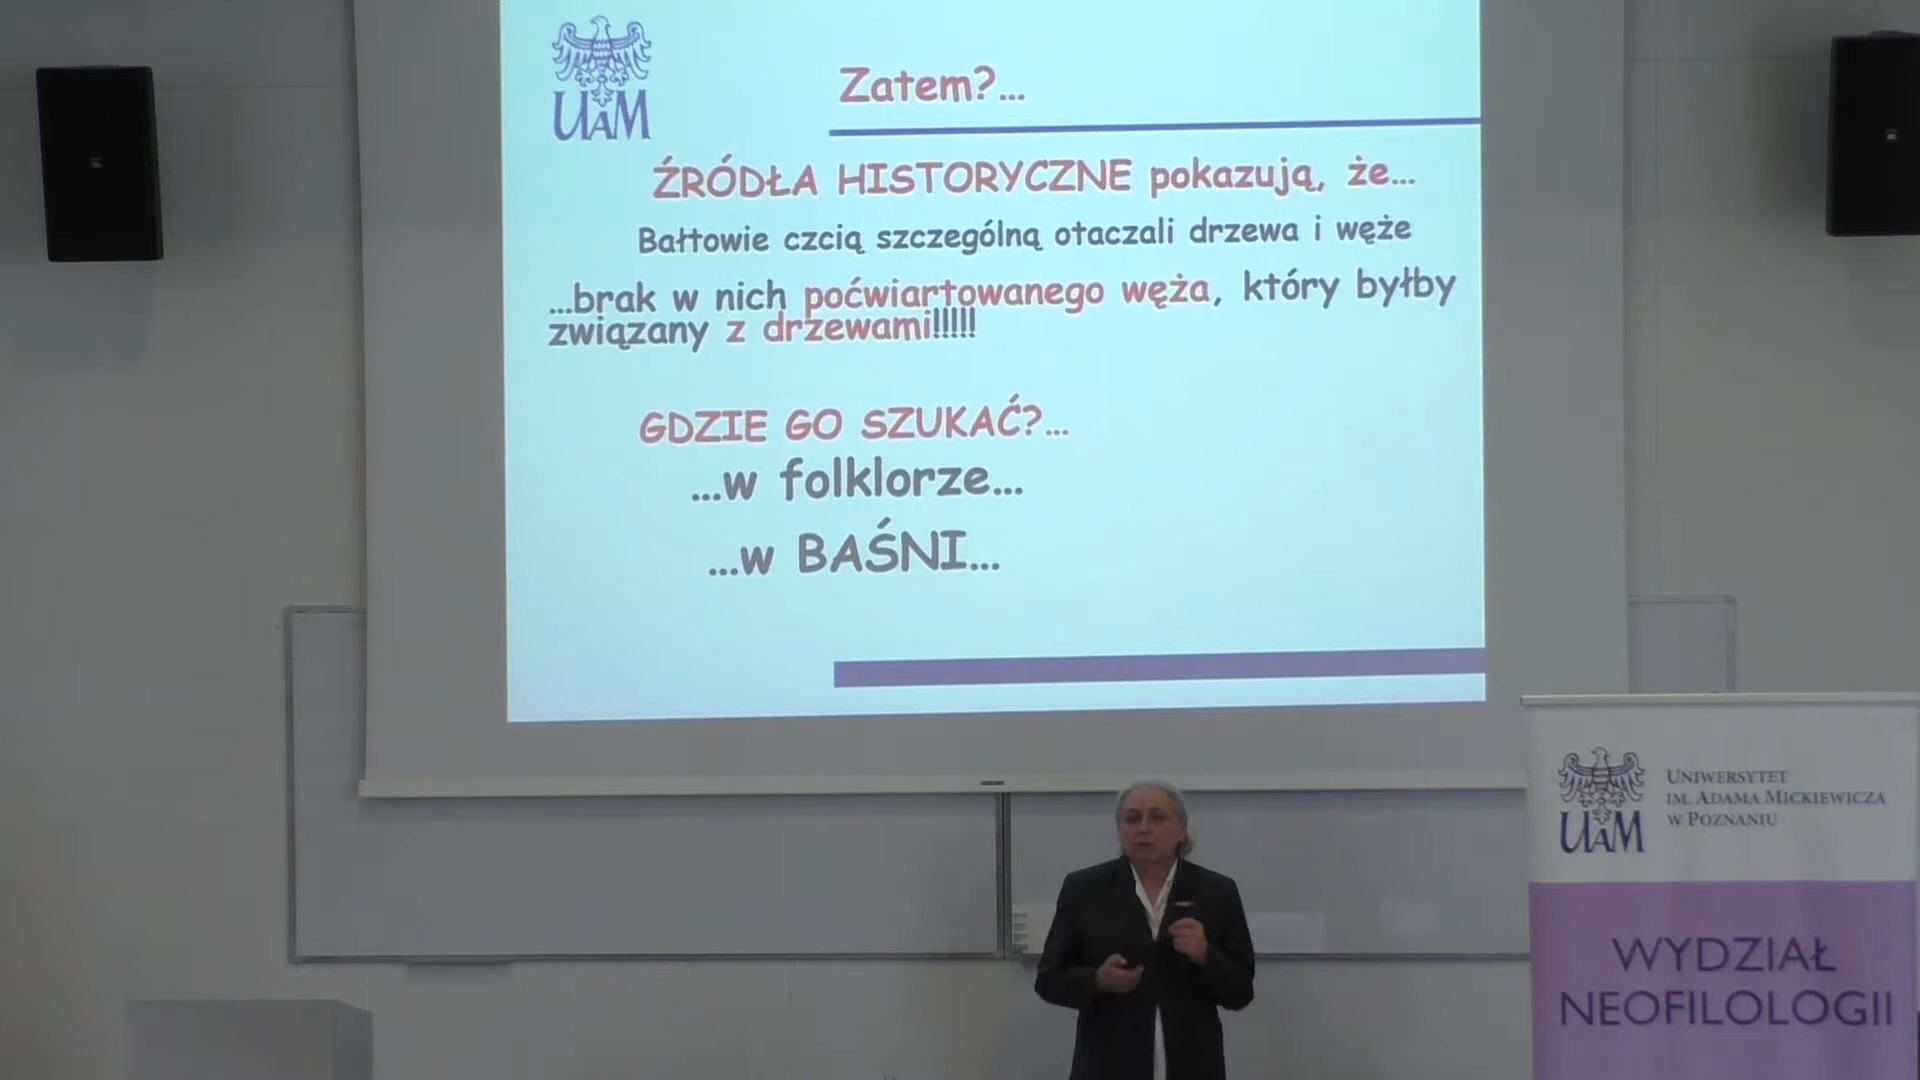 UAM
Zatem?...
ŹRÓDŁA HISTORYCZNE pokazują, że...
Bałtowie czcią szczególną otaczali drzewa i węże
...brak w nich poćwiartowanego węża, który byłby
związany z drzewami!!!!!
GDZIE GO SZUKAĆ?...
...w folklorze...
...w BAŚNI...
UAM
UNIWERSYTET
IM. ADAMA MICKIEWICZA
W POZNANIU
WYDZIAŁ
NEOFILOLOGII